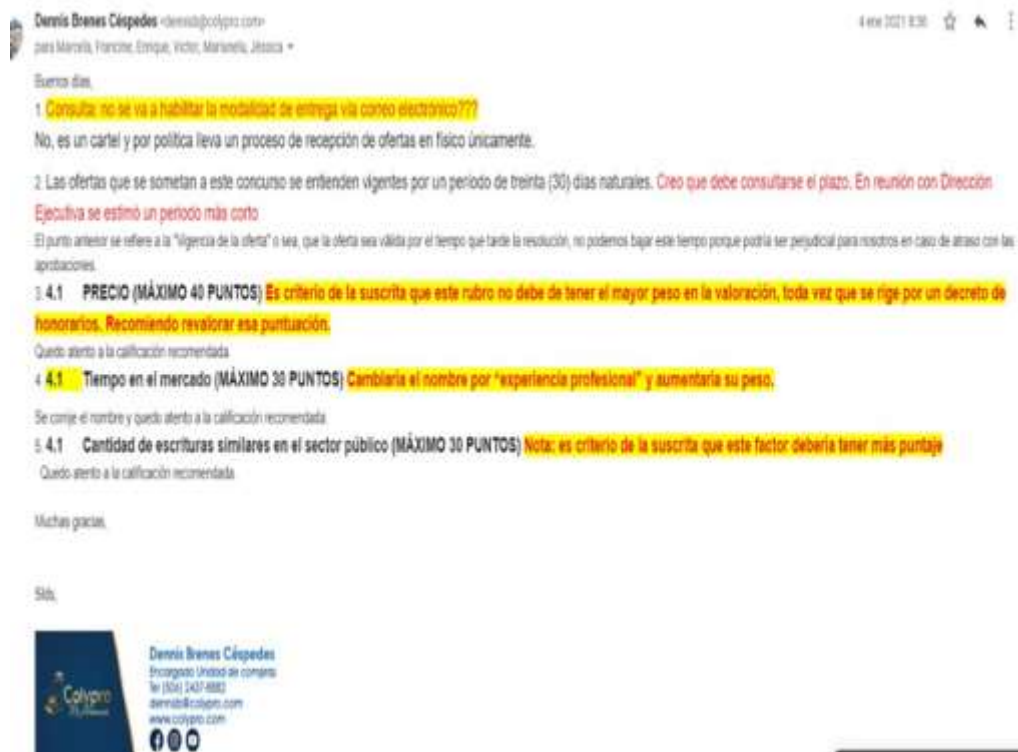 Dennis Brenes Céspedes <dennisb@colypro.com>
4 ene 2021 8:36
para Marcela, Francine, Enrique, Victor, Marianela, Jéssica
Buenos días,
1. Consulta: no se va a habilitar la modalidad de entrega vía correo electrónico???
No, es un cartel y por política lleva un proceso de recepción de ofertas en físico únicamente.
2. Las ofertas que se sometan a este concurso se entienden vigentes por un periodo de treinta (30) días naturales. Creo que debe consultarse el plazo. En reunión con Dirección
Ejecutiva se estimó un periodo más corto
El punto anterior se refiere a la "Vigencia de la oferta" o sea, que la oferta sea válida por el tiempo que tarde la resolución, no podemos bajar este tiempo porque podría ser perjudicial para nosotros en caso de atraso con las
aprobaciones.
3. 4.1 PRECIO (MÁXIMO 40 PUNTOS) Es criterio de la suscrita que este rubro no debe de tener el mayor peso en la valoración, toda vez que se rige por un decreto de
honorarios. Recomiendo revalorar esa puntuación.
Quedo atento a la calificación recomendada.
4. 4.1 Tiempo en el mercado (MÁXIMO 30 PUNTOS) Cambiaría el nombre por "experiencia profesional" y aumentaría su peso.
Se corrije el nombre y quedo atento a la calificación recomendada.
5. 4.1 Cantidad de escrituras similares en el sector público (MÁXIMO 30 PUNTOS) Nota: es criterio de la suscrita que este factor debería tener más puntaje
Quedo atento a la calificación recomendada.
Muchas gracias,
Slds,
Colypro
Dennis Brenes Céspedes
Encargado Unidad de compras
Tel (506) 2437-8882
dennisb@colypro.com
www.colypro.com